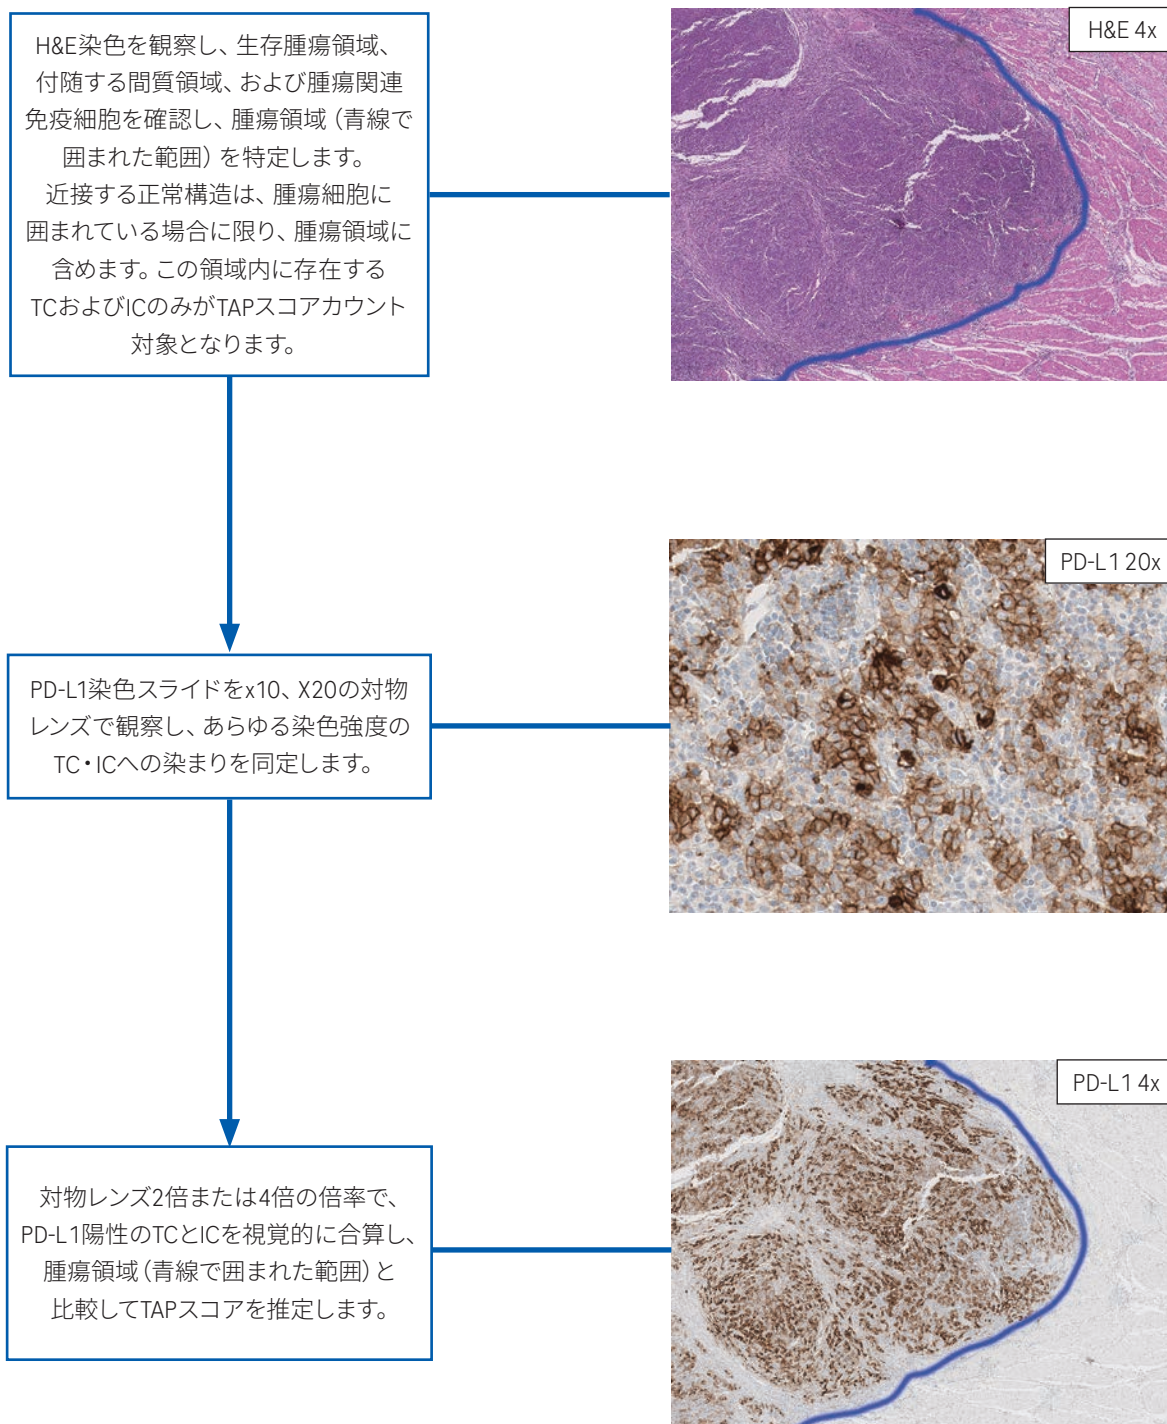 H&E染色を観察し、生存腫瘍領域、
付随する間質領域、および腫瘍関連
免疫細胞を確認し、腫瘍領域（青線で
囲まれた範囲）を特定します。
近接する正常構造は、腫瘍細胞に
囲まれている場合に限り、腫瘍領域に
含めます。この領域内に存在する
TCおよびICのみがTAPスコアカウント
対象となります。
H&E 4x
PD-L1染色スライドをx10、X20の対物
レンズで観察し、あらゆる染色強度の
TC・ICへの染まりを同定します。
PD-L1 20x
対物レンズ2倍または4倍の倍率で、
PD-L1陽性のTCとICを視覚的に合算し、
腫瘍領域（青線で囲まれた範囲）と
比較してTAPスコアを推定します。
PD-L1 4x